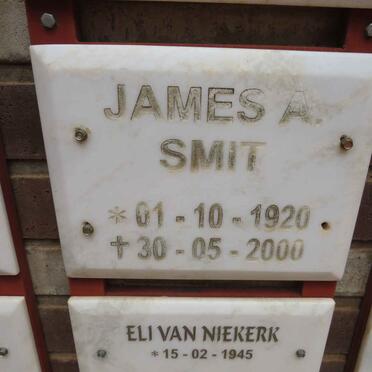 JAMES A.
SMIT
* 01 - 10 - 1920
† 30 - 05 - 2000
ELI VAN NIEKERK
* 15 - 02 - 1945